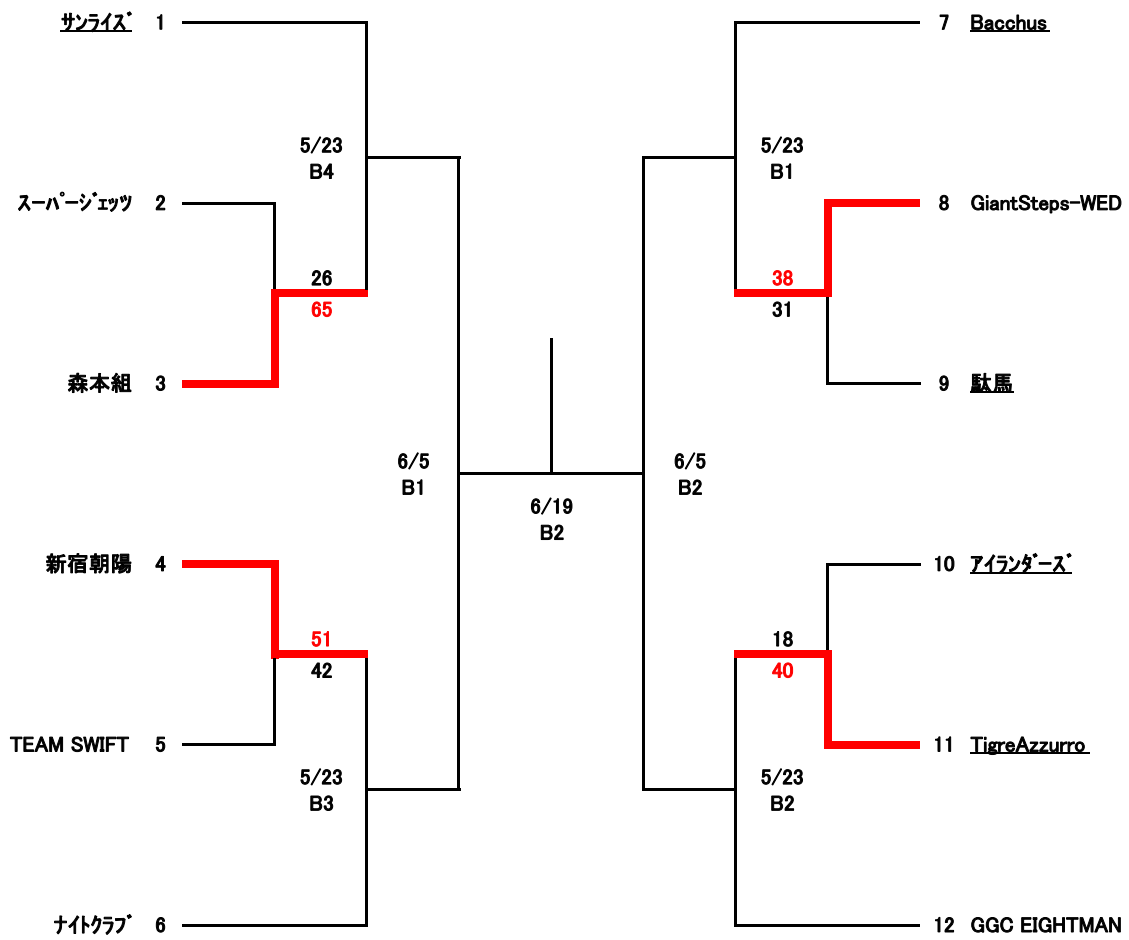 サンライズ 1
7 Bacchus
5/23
B4
5/23
B1
スーパージェッツ 2
8 GiantSteps-WED
26
65
38
31
森本組 3
9 駄馬
6/5
B1
6/5
B2
6/19
B2
新宿朝陽 4
10 アイランダーズ
51
42
18
40
TEAM SWIFT 5
11 TigreAzzurro
5/23
B3
5/23
B2
ナイトクラブ 6
12 GGC EIGHTMAN